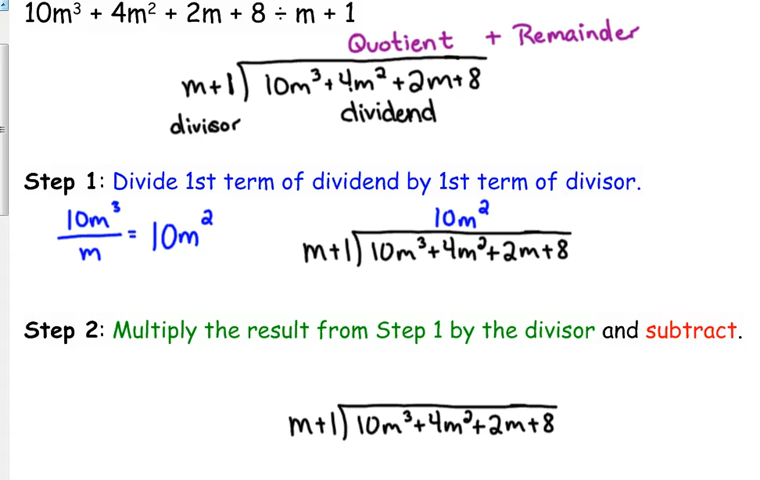 10m³ + 4m² + 2m + 8 ÷ m + 1
Quotient + Remainder
m+1 10m³+4m²+2m+8
divisor dividend
Step 1: Divide 1st term of dividend by 1st term of divisor.
10m³/m = 10m²
10m²
m+1 10m³+4m²+2m+8
Step 2: Multiply the result from Step 1 by the divisor and subtract.
m+1 10m³+4m²+2m+8